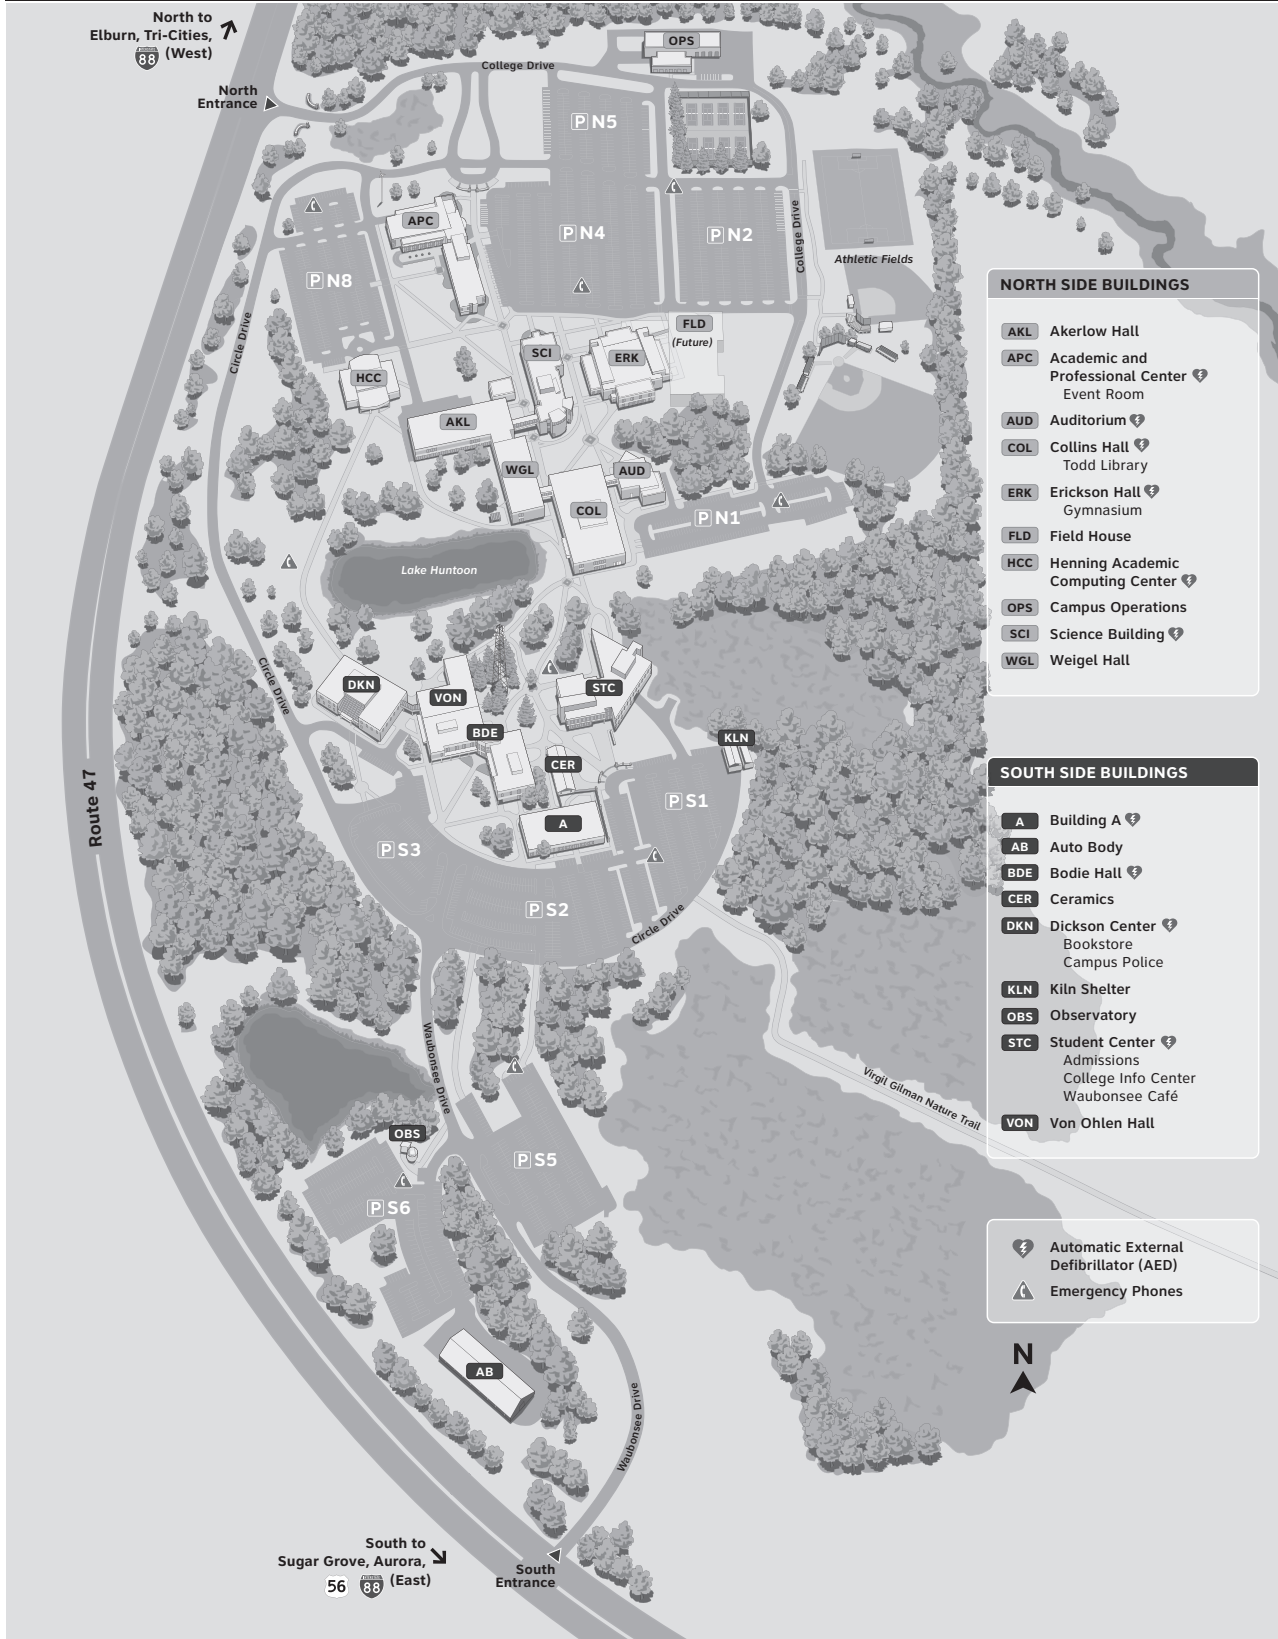 North to
Elburn, Tri-Cities,
88 (West)
North
Entrance
College Drive
OPS
P N5
APC
P N4
P N2
College Drive
Athletic Fields
P N8
Circle Drive
FLD
(Future)
SCI
ERK
HCC
AKL
WGL
AUD
COL
P N1
Lake Huntoon
Circle Drive
DKN
VON
STC
BDE
KLN
CER
P S1
A
P S3
P S2
Circle Drive
Route 47
Waubonsee Drive
Virgil Gilman Nature Trail
OBS
P S5
P S6
AB
Waubonsee Drive
South to
Sugar Grove, Aurora,
56 88 (East)
South
Entrance
NORTH SIDE BUILDINGS
AKL Akerlow Hall
APC Academic and
Professional Center
Event Room
AUD Auditorium
COL Collins Hall
Todd Library
ERK Erickson Hall
Gymnasium
FLD Field House
HCC Henning Academic
Computing Center
OPS Campus Operations
SCI Science Building
WGL Weigel Hall
SOUTH SIDE BUILDINGS
A Building A
AB Auto Body
BDE Bodie Hall
CER Ceramics
DKN Dickson Center
Bookstore
Campus Police
KLN Kiln Shelter
OBS Observatory
STC Student Center
Admissions
College Info Center
Waubonsee Café
VON Von Ohlen Hall
Automatic External
Defibrillator (AED)
Emergency Phones
N